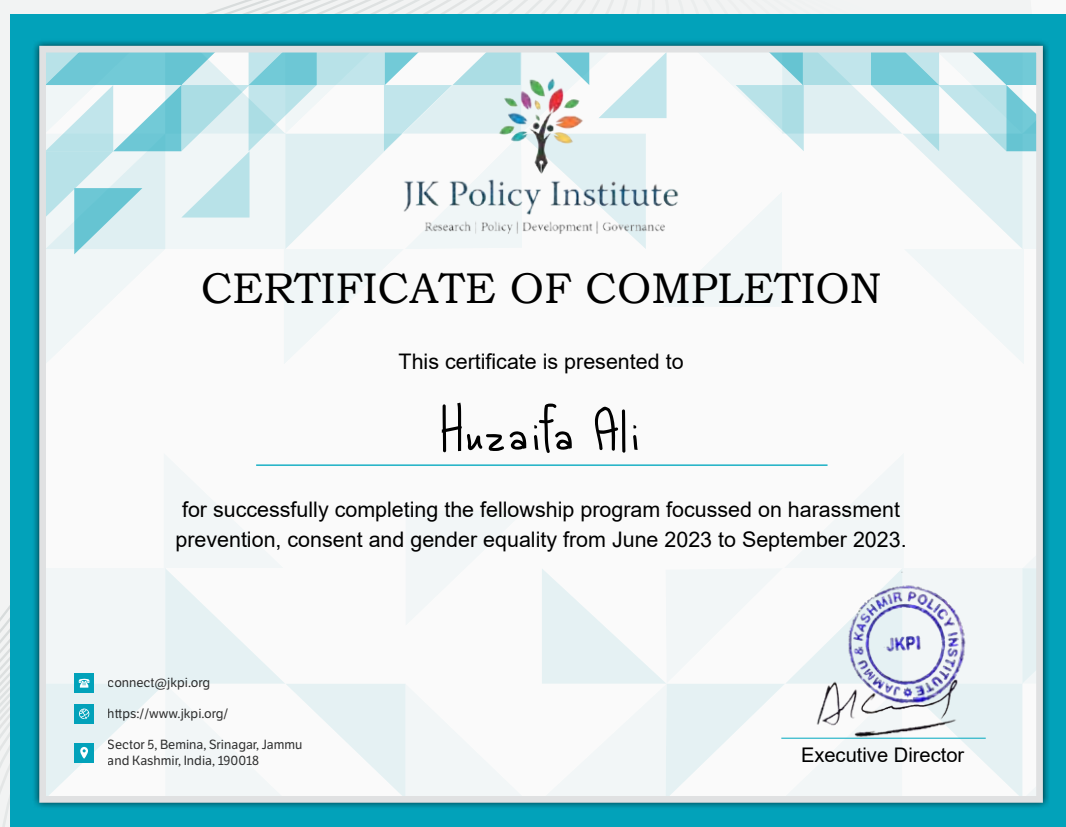 JK Policy Institute
Research | Policy | Development | Governance
CERTIFICATE OF COMPLETION
This certificate is presented to
Huzaifa Ali
for successfully completing the fellowship program focussed on harassment
prevention, consent and gender equality from June 2023 to September 2023.
JAMMU & KASHMIR POLICY INSTITUTE
JKPI
connect@jkpi.org
https://www.jkpi.org/
Sector 5, Bemina, Srinagar, Jammu
and Kashmir, India, 190018
Executive Director